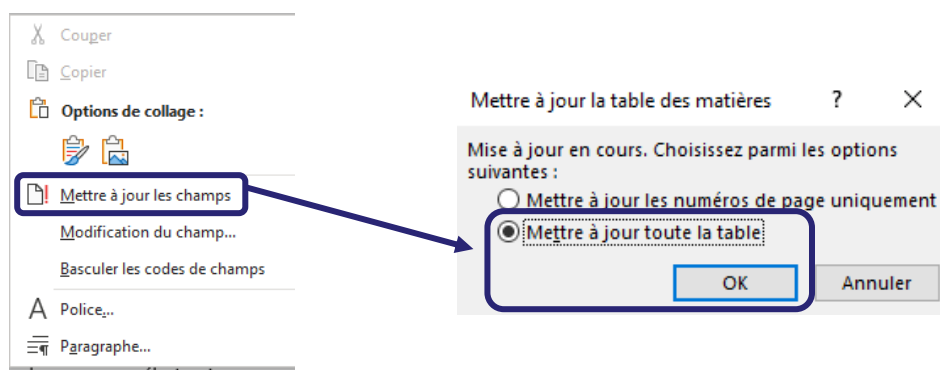 Couper
Copier
Options de collage :
Mettre à jour les champs
Modification du champ...
Basculer les codes de champs
Police...
Paragraphe...
Mettre à jour la table des matières ? ×
Mise à jour en cours. Choisissez parmi les options
suivantes :
Mettre à jour les numéros de page uniquement
Mettre à jour toute la table
OK Annuler